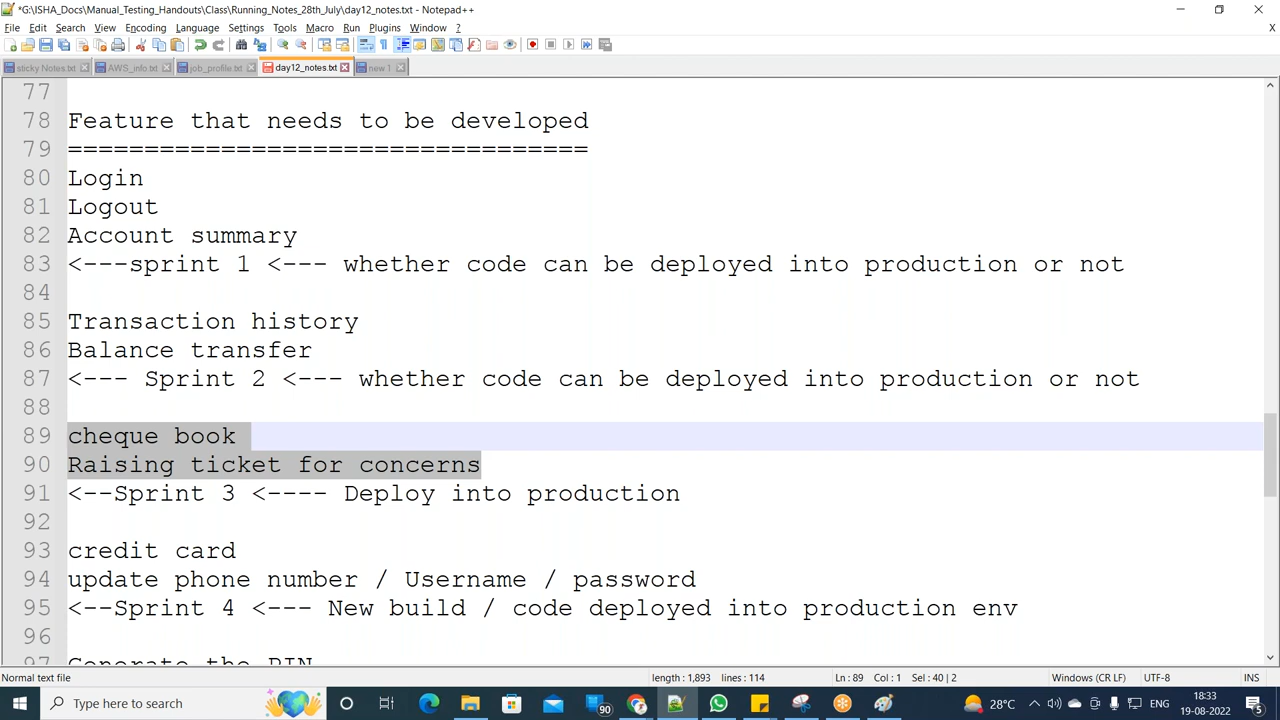 *G:\ISHA_Docs\Manual_Testing_Handouts\Class\Running_Notes_28th_July\day12_notes.txt - Notepad++
File Edit Search View Encoding Language Settings Tools Macro Run Plugins Window ? X
sticky Notes.txt AWS_info.txt job_profile.txt day12_notes.txt new 1
77
78 Feature that needs to be developed
79 ==================================
80 Login
81 Logout
82 Account summary
83 <---sprint 1 <--- whether code can be deployed into production or not
84
85 Transaction history
86 Balance transfer
87 <--- Sprint 2 <--- whether code can be deployed into production or not
88
89 cheque book
90 Raising ticket for concerns
91 <--Sprint 3 <---- Deploy into production
92
93 credit card
94 update phone number / Username / password
95 <--Sprint 4 <--- New build / code deployed into production env
96
97 Generate the PIN
Normal text file length : 1,893 lines : 114 Ln : 89 Col : 1 Sel : 40 | 2 Windows (CR LF) UTF-8 INS
Type here to search 90 28°C ENG 18:33
19-08-2022 5